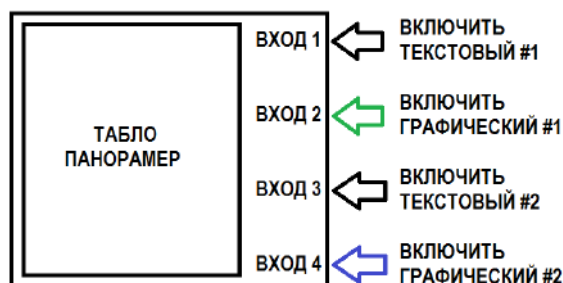 ВХОД 1
ВКЛЮЧИТЬ
ТЕКСТОВЫЙ #1
ВХОД 2
ВКЛЮЧИТЬ
ГРАФИЧЕСКИЙ #1
ТАБЛО
ПАНОРАМЕР
ВХОД 3
ВКЛЮЧИТЬ
ТЕКСТОВЫЙ #2
ВХОД 4
ВКЛЮЧИТЬ
ГРАФИЧЕСКИЙ #2